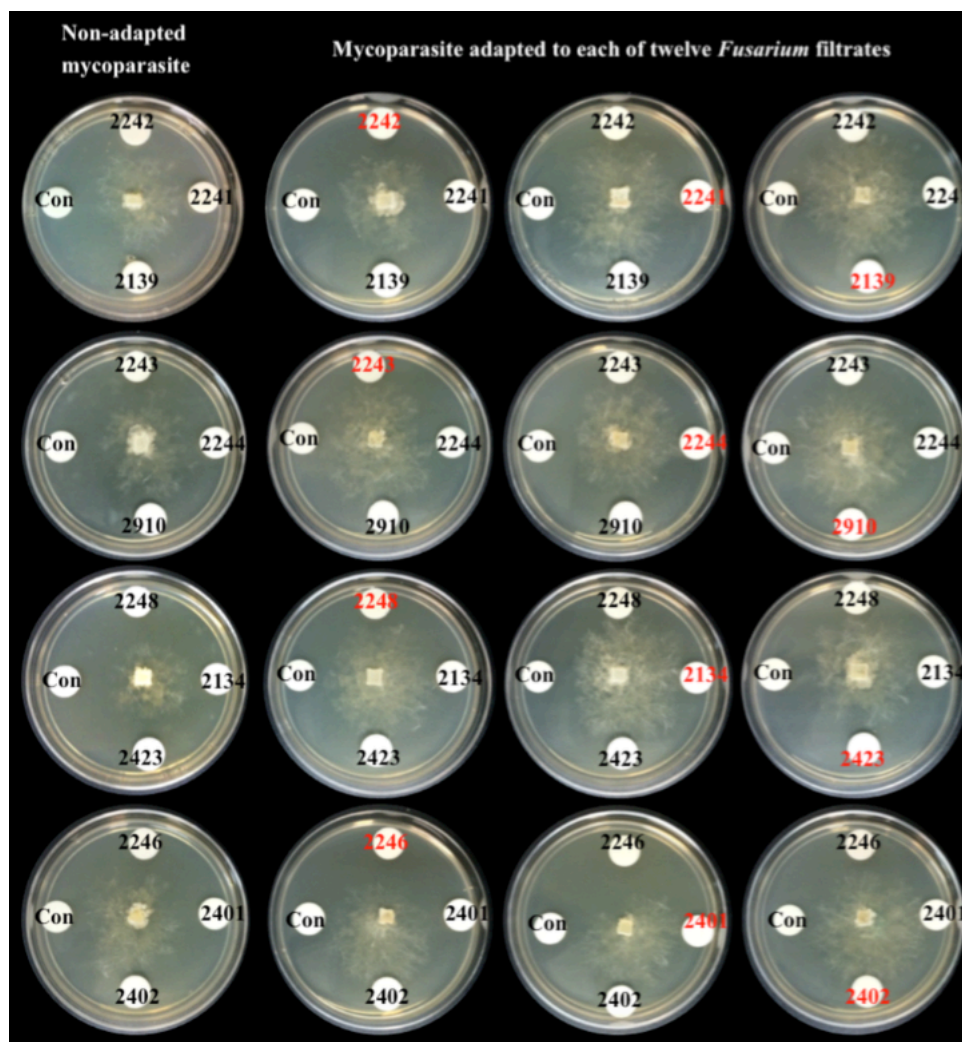 Non-adapted
mycoparasite
Mycoparasite adapted to each of twelve Fusarium filtrates
2242 2242 2242 2242
Con 2241 Con 2241 Con 2241 Con 224
2139 2139 2139 2139
2243 2243 2243 2243
Con 2244 Con 2244 Con 2244 Con 2244
2910 2910 2910 2910
2248 2248 2248 2248
Con 2134 Con 2134 Con 2134 Con 2134
2423 2423 2423 2423
2246 2246 2246 2246
Con 2401 Con 2401 Con 2401 Con 2401
2402 2402 2402 2402